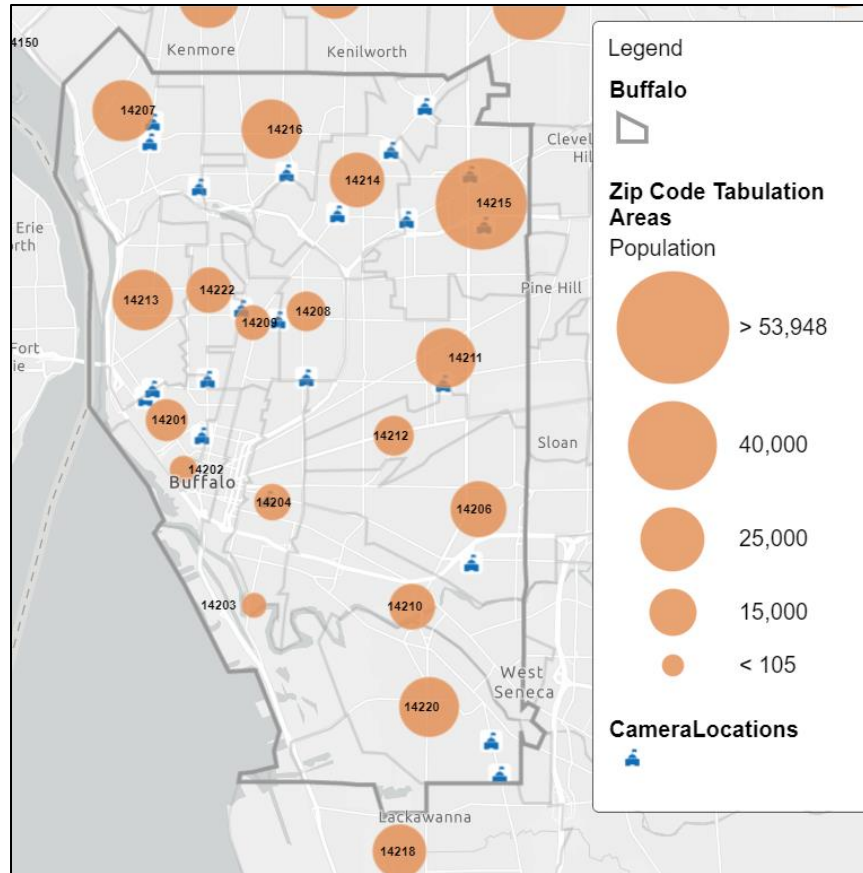 Kenmore
Kenilworth
4150
14207
14216
Clevel
Hil
14214
14215
Erie
orth
14222
14213
14209
14208
Pine Hill
Fort
ie
14211
14201
14212
Sloan
14202
Buffalo
14204
14206
14203
14210
West
Seneca
14220
Lackawanna
14218
Legend
Buffalo
Zip Code Tabulation
Areas
Population
> 53,948
40,000
25,000
15,000
< 105
CameraLocations